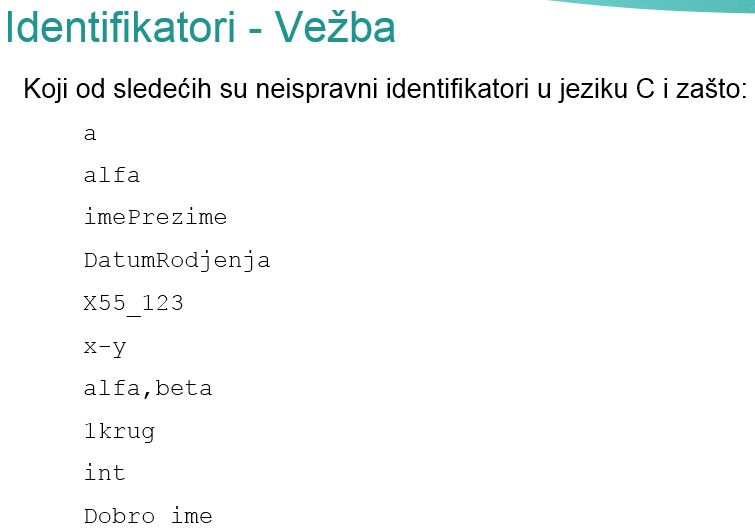 Identifikatori - Vežba
Koji od sledećih su neispravni identifikatori u jeziku C i zašto:
a
alfa
imePrezime
DatumRodjenja
X55_123
x-y
alfa,beta
1krug
int
Dobro ime